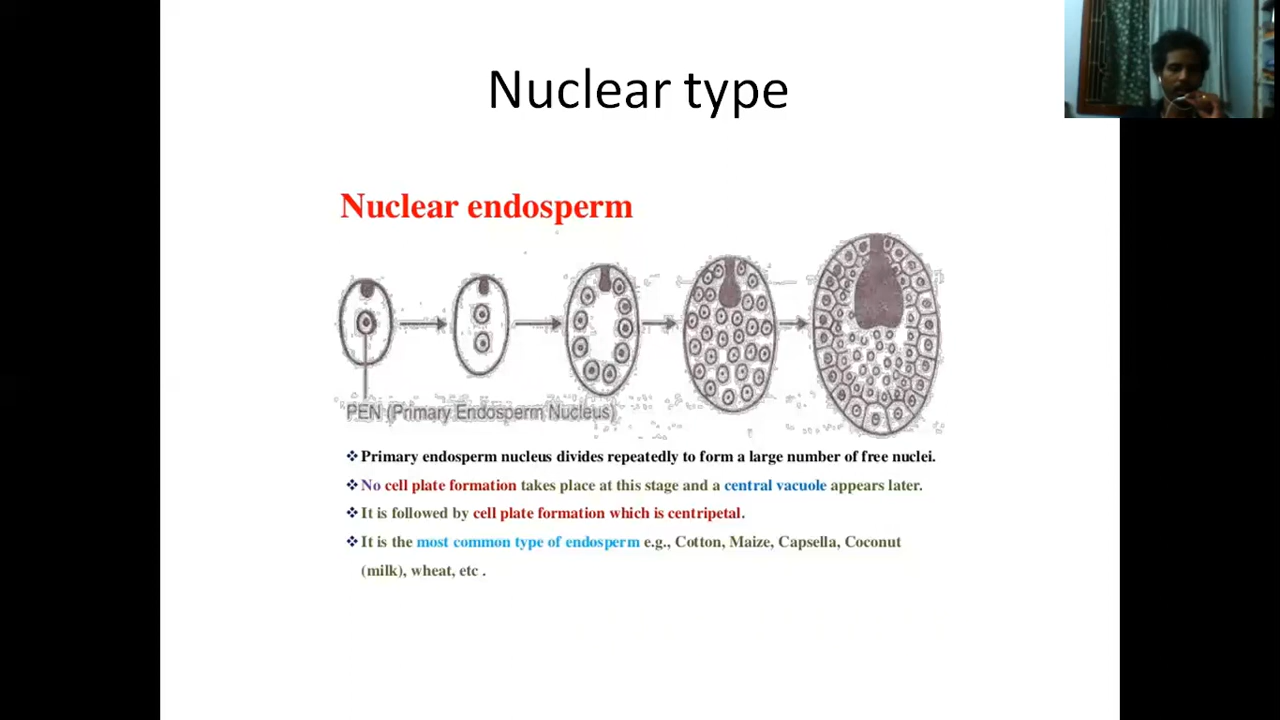 Nuclear type
Nuclear endosperm
PEN (Primary Endosperm Nucleus)
❖Primary endosperm nucleus divides repeatedly to form a large number of free nuclei.
❖No cell plate formation takes place at this stage and a central vacuole appears later.
❖It is followed by cell plate formation which is centripetal.
❖It is the most common type of endosperm e.g., Cotton, Maize, Capsella, Coconut
(milk), wheat, etc .